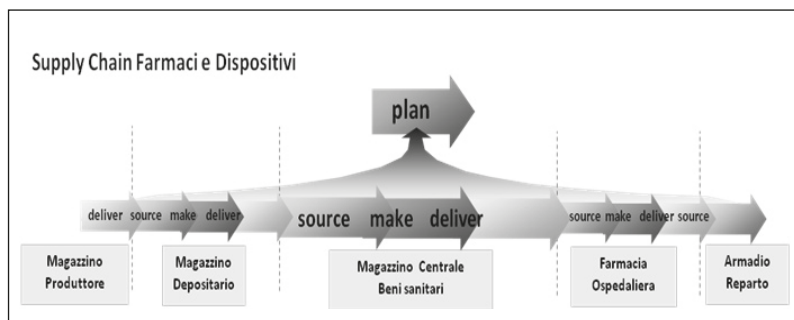 Supply Chain Farmaci e Dispositivi
plan
deliver source make deliver source make deliver source make deliver source
Magazzino
Produttore
Magazzino
Depositario
Magazzino Centrale
Beni sanitari
Farmacia
Ospedaliera
Armadio
Reparto